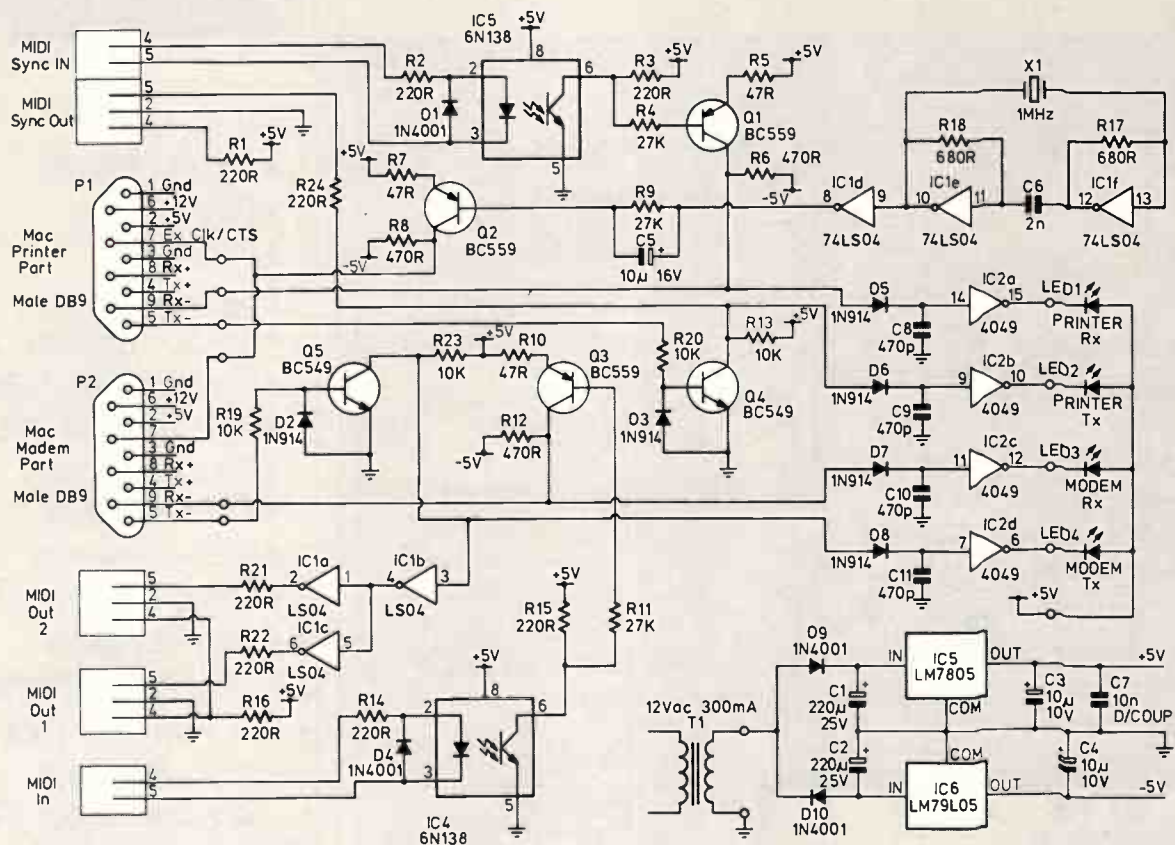 MIDI
Sync IN
4
5
MIDI
Sync Out
5
2
4
R1
220R
+5V
R2
220R
D1
1N4001
IC5
6N138
+5V
8
2
3
6
5
R3
220R
+5V
R4
27K
R5
47R
+5V
Q1
BC559
R6 470R
-5V
X1
1MHz
R18
680R
R17
680R
IC1d
8
9
74LS04
IC1e
10
11
74LS04
C6
2n
IC1f
12
13
74LS04
P1
Mac
Printer
Part
Male DB9
1 Gnd
6 +12V
2 +5V
7 Ex Clk/CTS
3 Gnd
8 Rx+
4 Tx+
9 Rx-
5 Tx-
R24
220R
+5V
R7
47R
R8
470R
-5V
Q2
BC559
R9
27K
C5
10µ 16V
P2
Mac
Madem
Part
Male DB9
1 Gnd
6 +12V
2 +5V
7
3 Gnd
8 Rx+
4 Tx+
9 Rx-
5 Tx-
R19
10K
D2
1N914
Q5
BC549
R23
10K
+5V
R10
47R
Q3
BC559
R12
470R
-5V
R20
10K
D3
1N914
R13
10K
+5V
Q4
BC549
D5
1N914
C8
470p
IC2a
14
15
4049
LED1
PRINTER
Rx
D6
1N914
C9
470p
IC2b
9
10
4049
LED2
PRINTER
Tx
D7
1N914
C10
470p
IC2c
11
12
4049
LED3
MODEM
Rx
D8
1N914
C11
470p
IC2d
7
6
4049
LED4
MODEM
Tx
+5V
MIDI
Out
2
5
2
4
R21
220R
IC1a
2
1
LS04
IC1b
4
3
LS04
IC1c
6
5
LS04
R22
220R
MIDI
Out
1
5
2
4
R16
220R
+5V
MIDI
In
4
5
R14
220R
D4
1N4001
IC4
6N138
+5V
8
2
3
6
5
+5V
R15
220R
R11
27K
12Vac 300mA
T1
D9
1N4001
D10
1N4001
C1
220µ
25V
C2
220µ
25V
IN
IC5
LM7805
OUT
COM
COM
IN
IC6
LM79L05
OUT
C3
10µ
10V
C7
10n
D/COUP
C4
10µ
10V
+5V
-5V